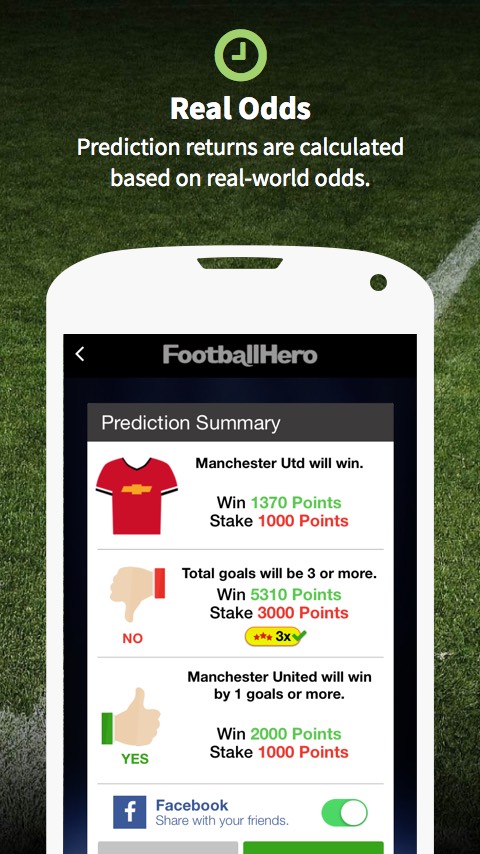 Real Odds
Prediction returns are calculated
based on real-world odds.
FootballHero
Prediction Summary
Manchester Utd will win.
Win 1370 Points
Stake 1000 Points
Total goals will be 3 or more.
Win 5310 Points
Stake 3000 Points
3x
NO
Manchester United will win
by 1 goals or more.
Win 2000 Points
Stake 1000 Points
YES
f
Facebook
Share with your friends.